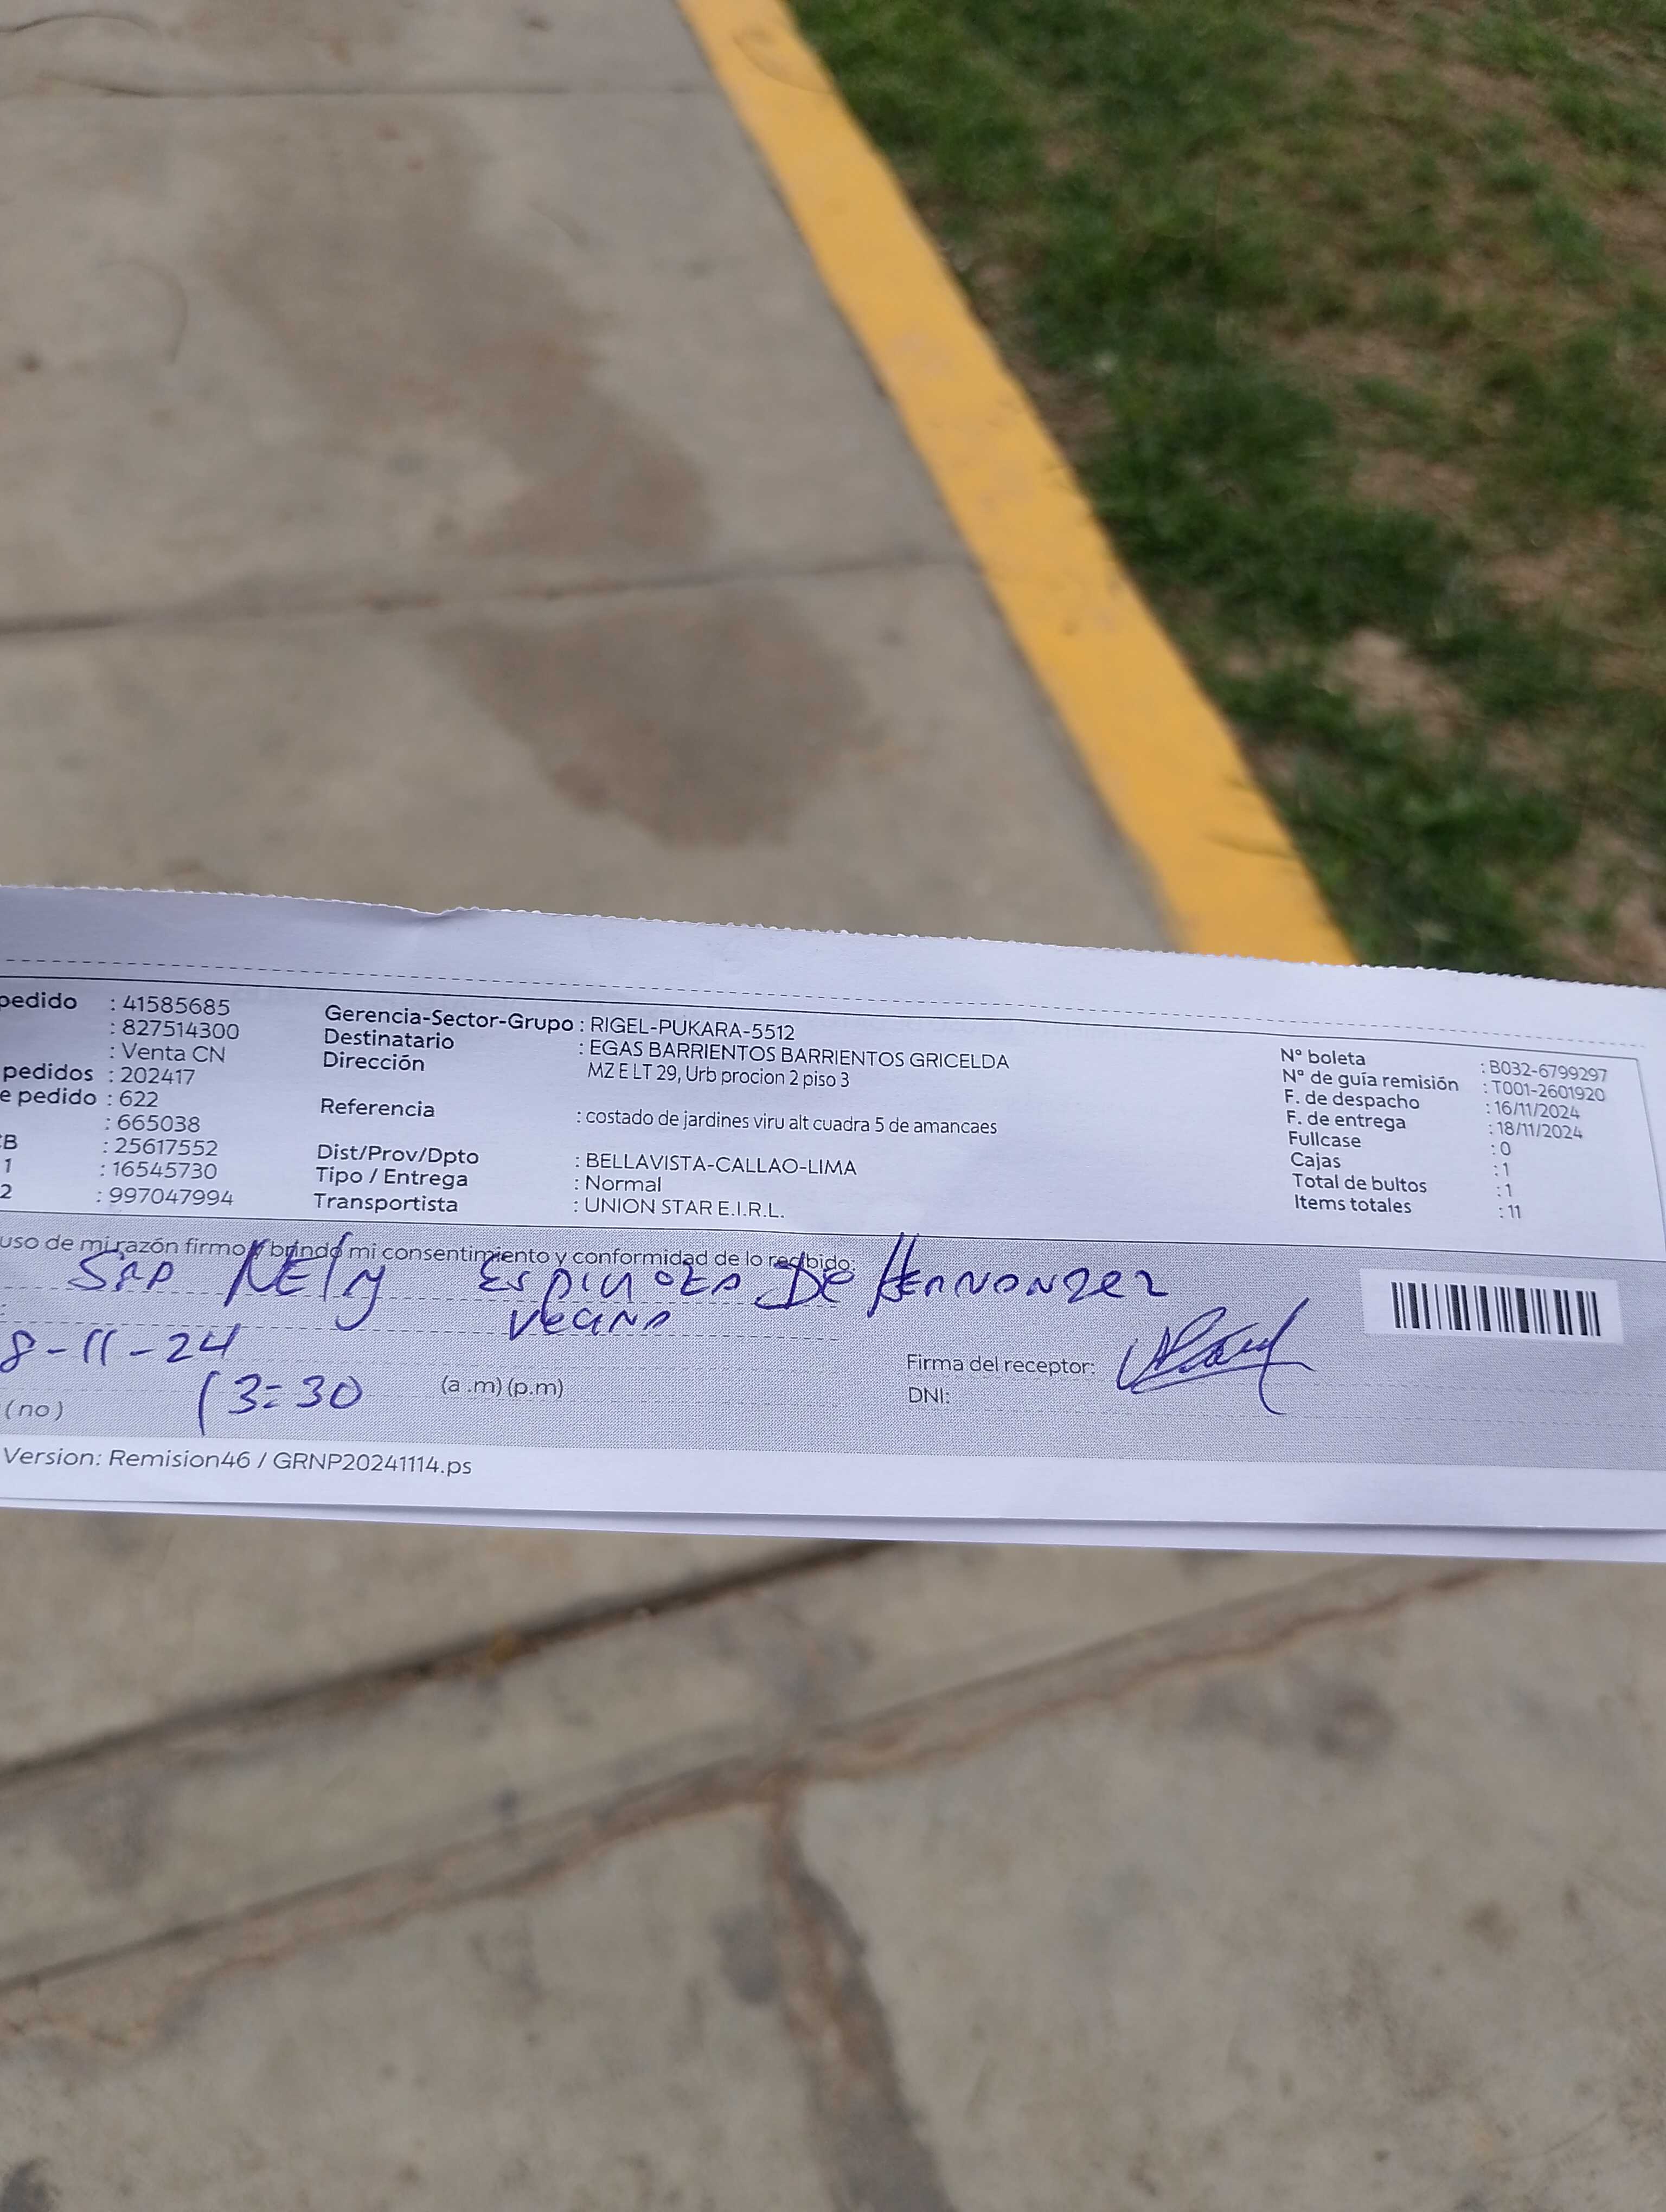 pedido : 41585685
: 827514300
: Venta CN
pedidos : 202417
e pedido : 622
: 665038
CB : 25617552
1 : 16545730
2 : 997047994
Gerencia-Sector-Grupo : RIGEL-PUKARA-5512
Destinatario : EGAS BARRIENTOS BARRIENTOS GRICELDA
Dirección MZ E LT 29, Urb procion 2 piso 3
Referencia : costado de jardines viru alt cuadra 5 de amancaes
Dist/Prov/Dpto : BELLAVISTA-CALLAO-LIMA
Tipo / Entrega : Normal
Transportista : UNION STAR E.I.R.L.
N° boleta : B032-6799297
N° de guía remisión : T001-2601920
F. de despacho : 16/11/2024
F. de entrega : 18/11/2024
Fullcase : 0
Cajas : 1
Total de bultos : 1
Items totales : 11
uso de mi razón firmo y brindo mi consentimiento y conformidad de lo recibido:
NELY ESPINOZA DE HERNANDEZ
VECINA
8-11-24
13:30 (a .m) (p.m)
(no)
Firma del receptor:
DNI:
Version: Remision46 / GRNP20241114.ps